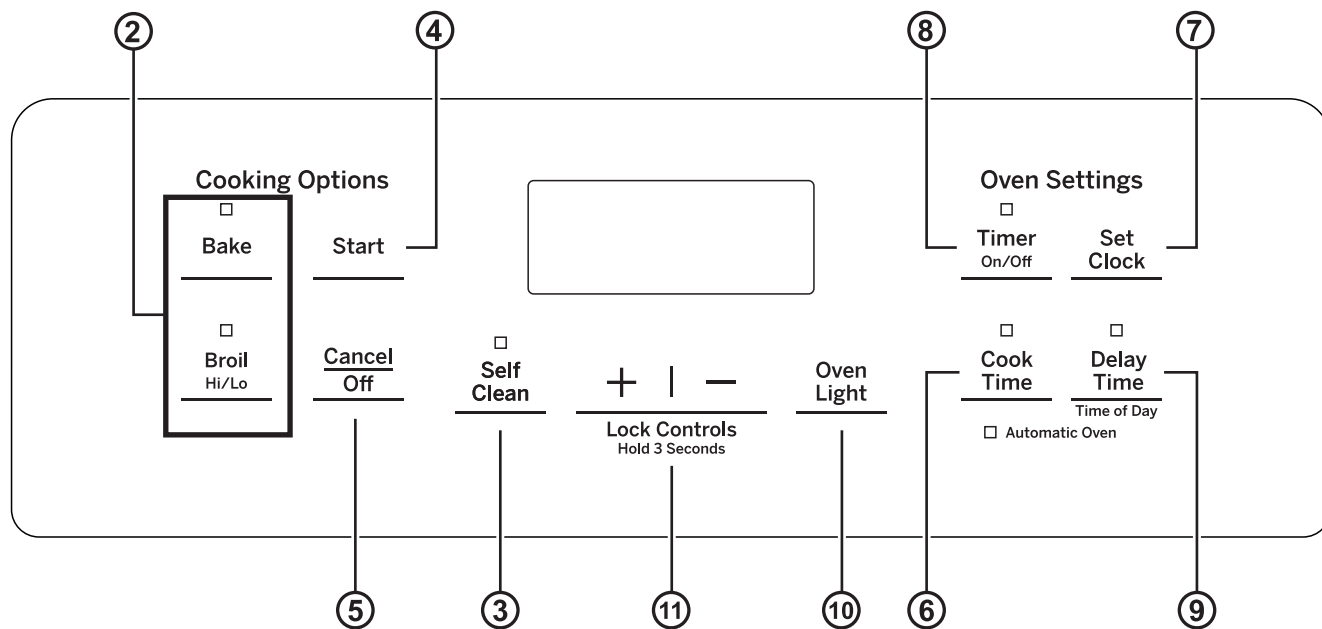 ② ④ ⑧ ⑦
Cooking Options
Oven Settings
Bake
Start
Timer
On/Off
Set
Clock
Broil
Hi/Lo
Cancel
Off
Self
Clean
+ | −
Lock Controls
Hold 3 Seconds
Oven
Light
Cook
Time
Delay
Time
Time of Day
Automatic Oven
⑤ ③ ⑪ ⑩ ⑥ ⑨